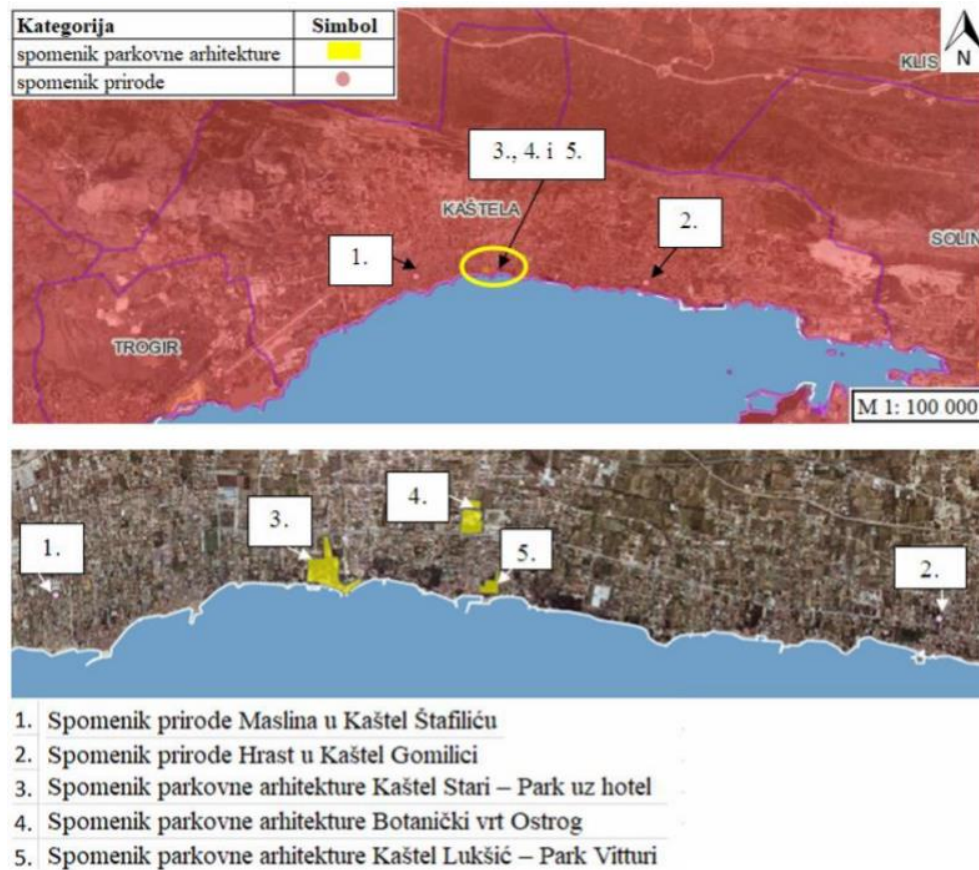 Kategorija Simbol
spomenik parkovne arhitekture
spomenik prirode
N
KLIS
3., 4. i 5.
KAŠTELA
2.
1.
SOLIN
TROGIR
M 1: 100 000
4.
3.
1.
5.
2.
1. Spomenik prirode Maslina u Kaštel Štafiliću
2. Spomenik prirode Hrast u Kaštel Gomilici
3. Spomenik parkovne arhitekture Kaštel Stari – Park uz hotel
4. Spomenik parkovne arhitekture Botanički vrt Ostrog
5. Spomenik parkovne arhitekture Kaštel Lukšić – Park Vitturi